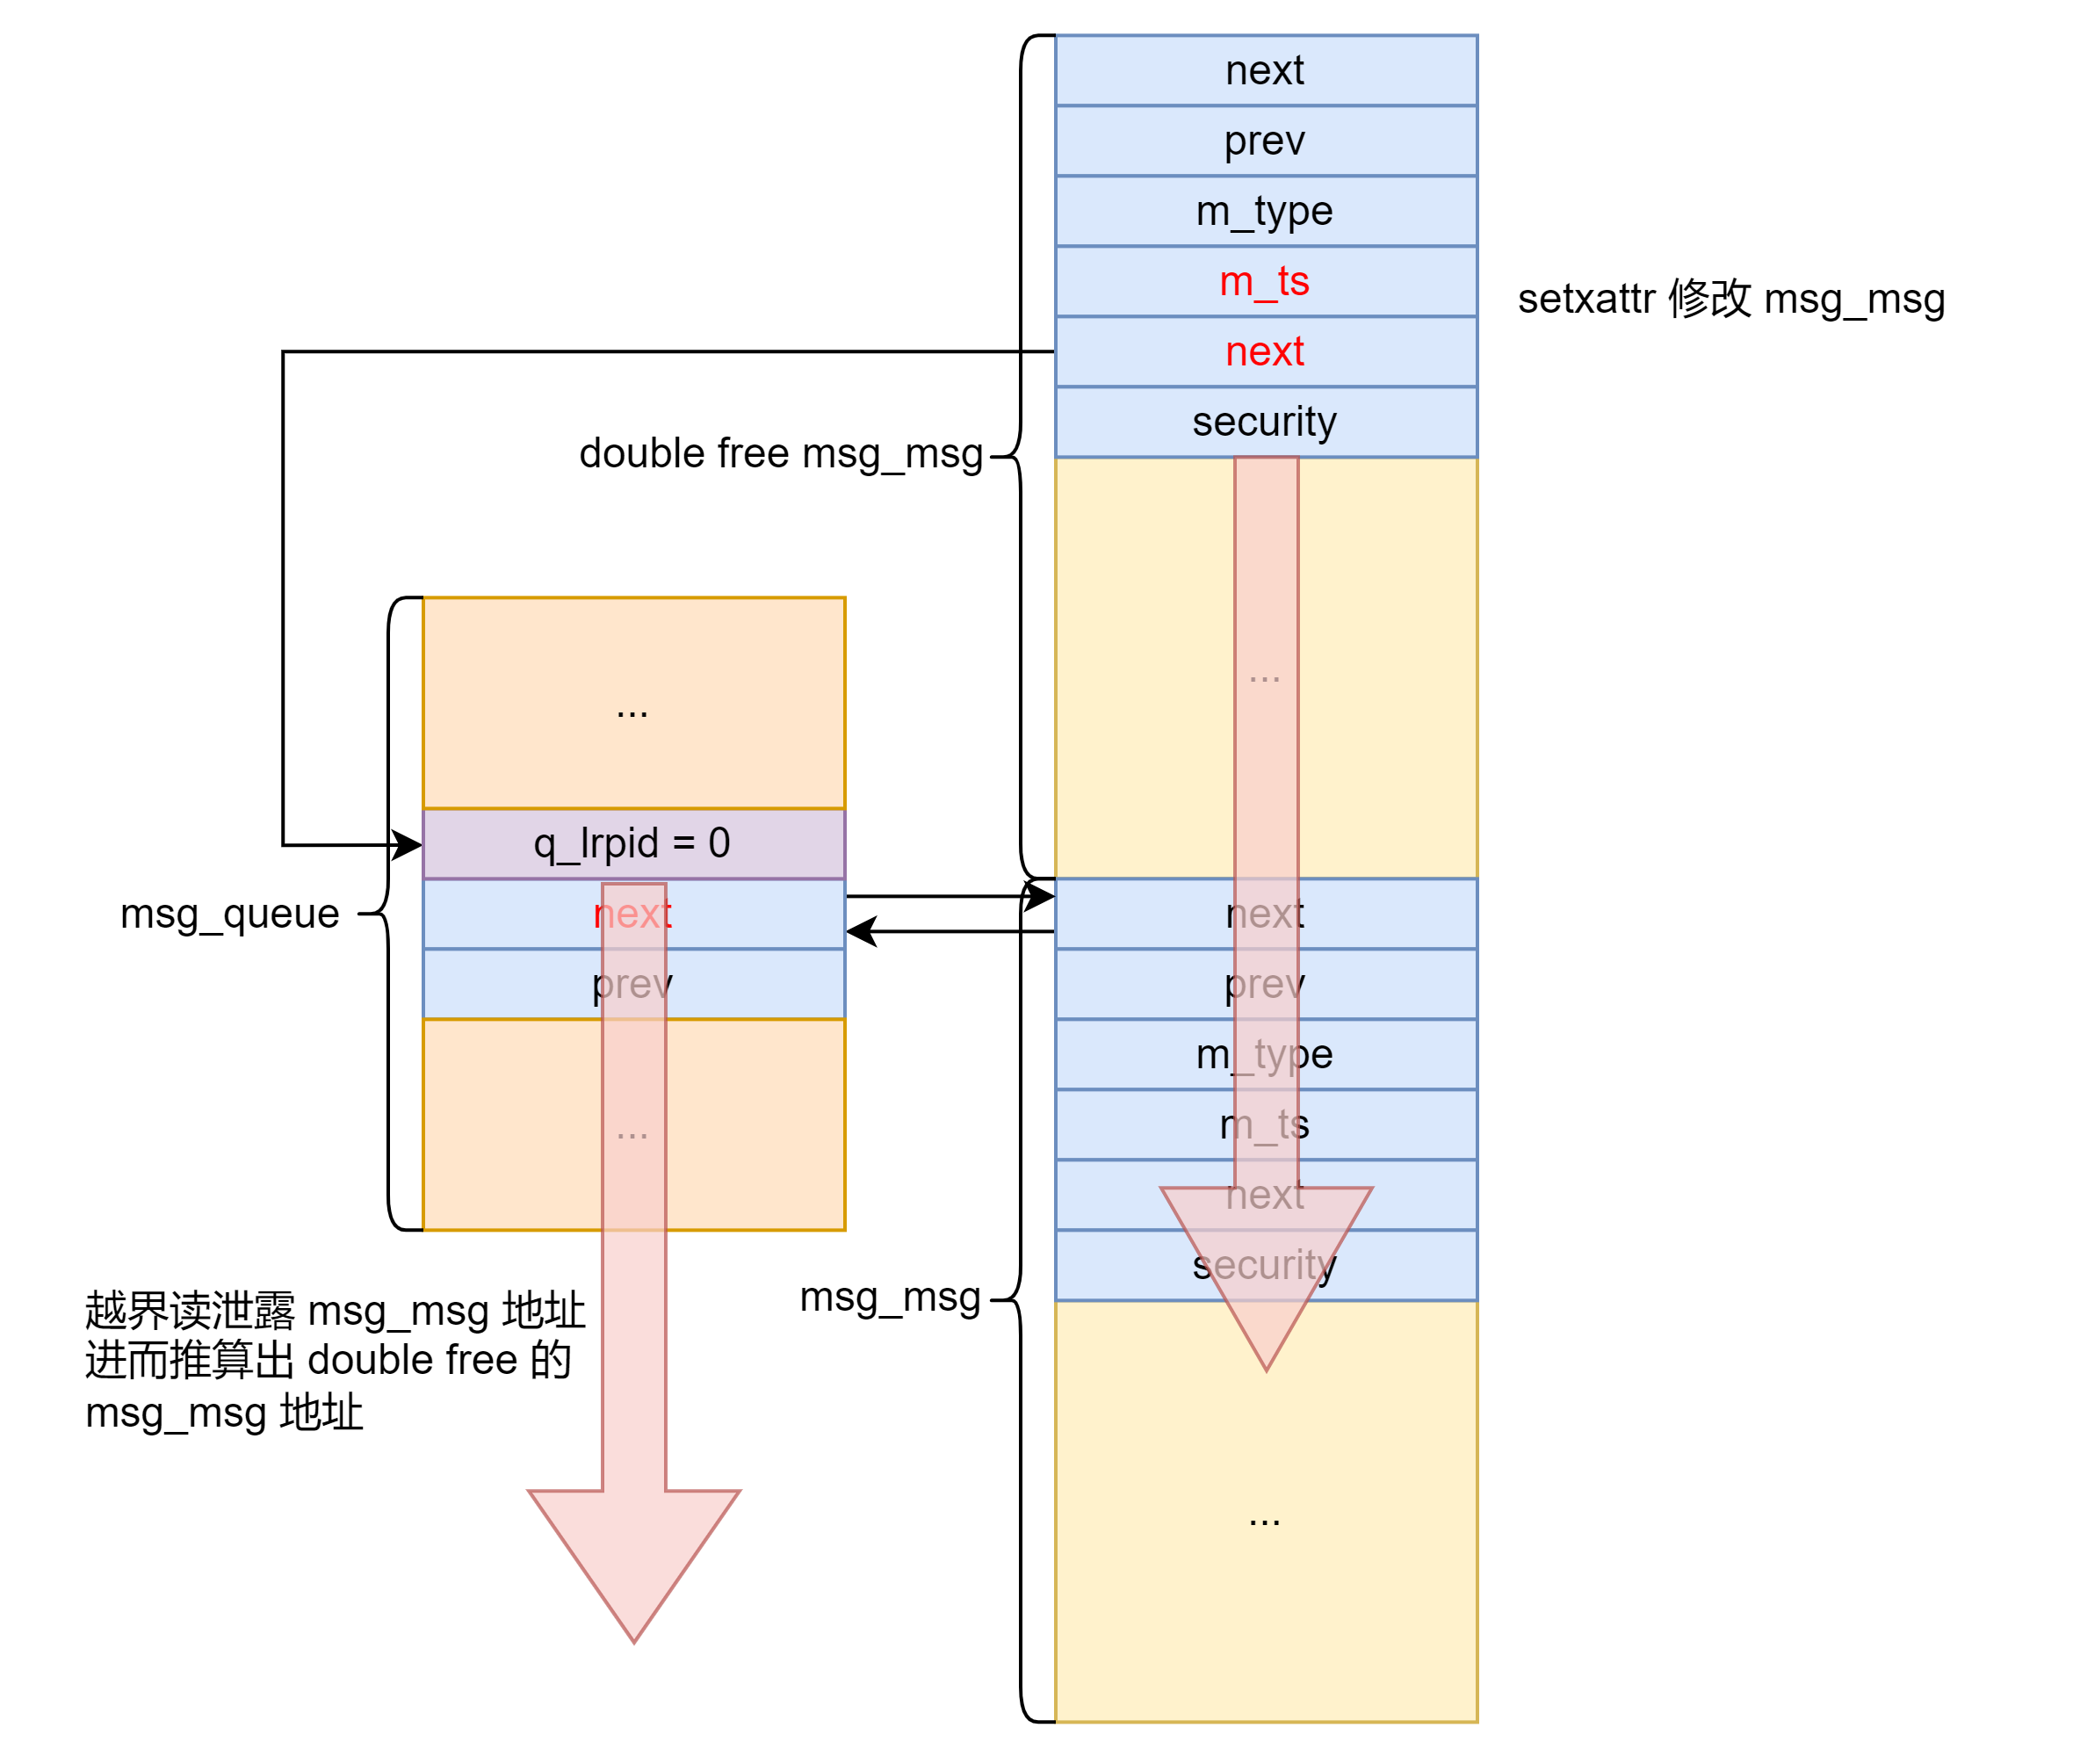 next
prev
m_type
m_ts
next
security
setxattr 修改 msg_msg
double free msg_msg
...
...
q_lrpid = 0
next
prev
...
msg_queue
next
prev
m_type
m_ts
next
security
msg_msg
...
越界读泄露 msg_msg 地址
进而推算出 double free 的
msg_msg 地址